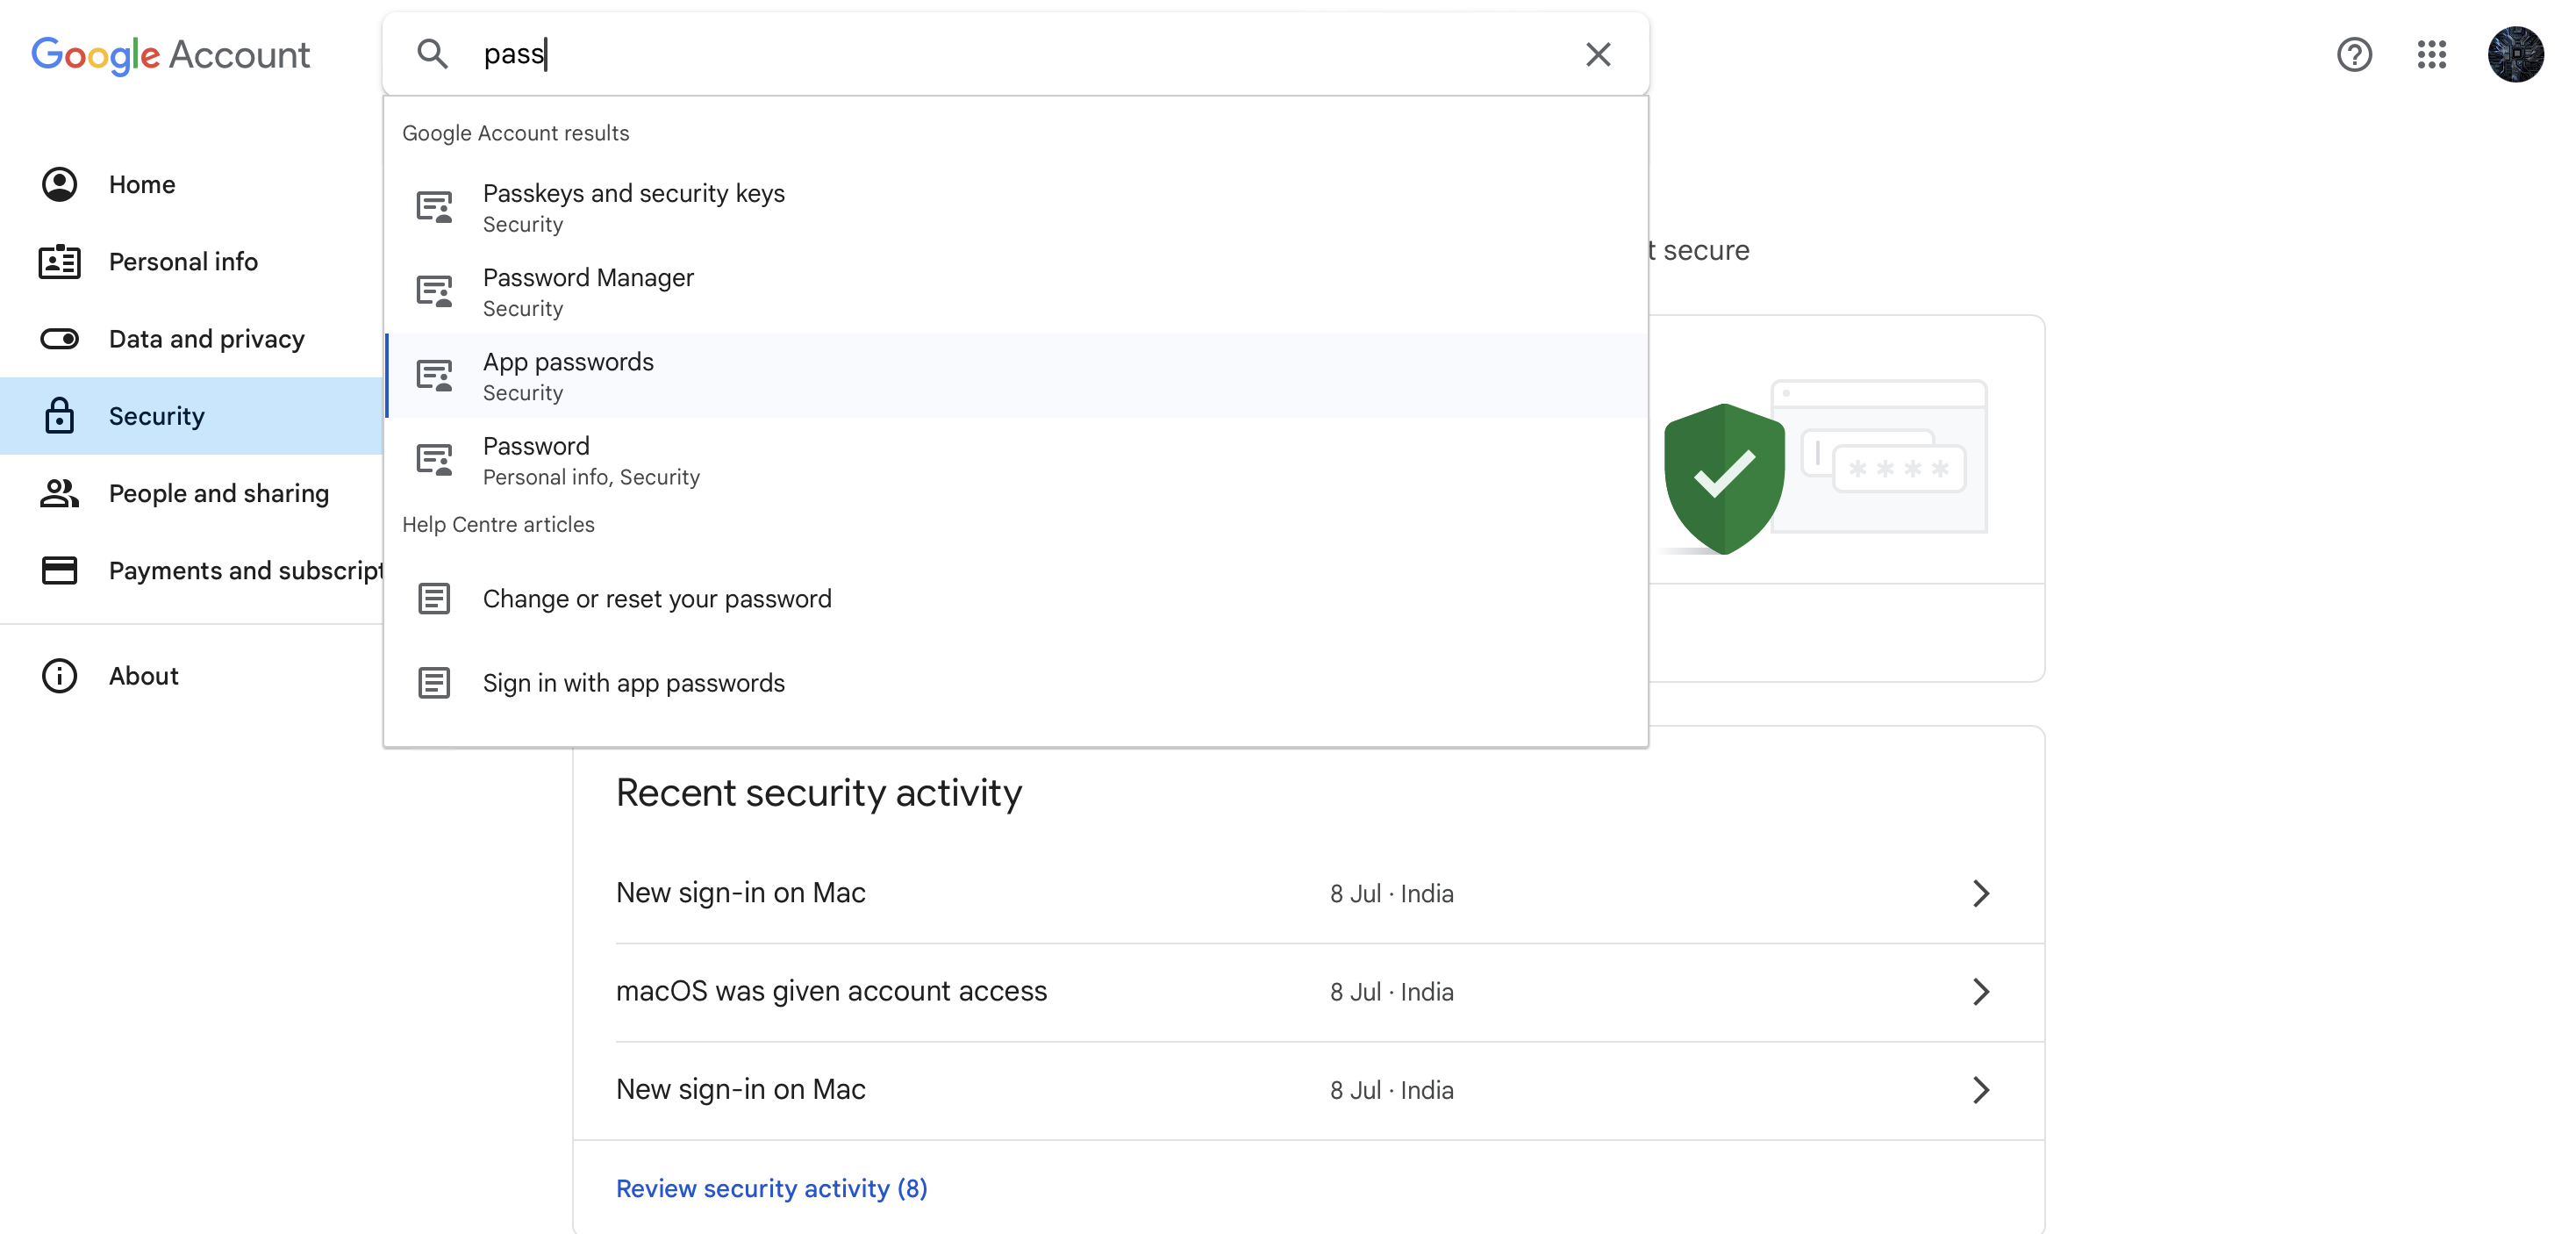 Google Account
pass
Google Account results
Home
Passkeys and security keys
Security
Personal info
t secure
Password Manager
Security
Data and privacy
App passwords
Security
Security
Password
Personal info, Security
People and sharing
Help Centre articles
Payments and subscript
Change or reset your password
About
Sign in with app passwords
Recent security activity
New sign-in on Mac 8 Jul · India
macOS was given account access 8 Jul · India
New sign-in on Mac 8 Jul · India
Review security activity (8)